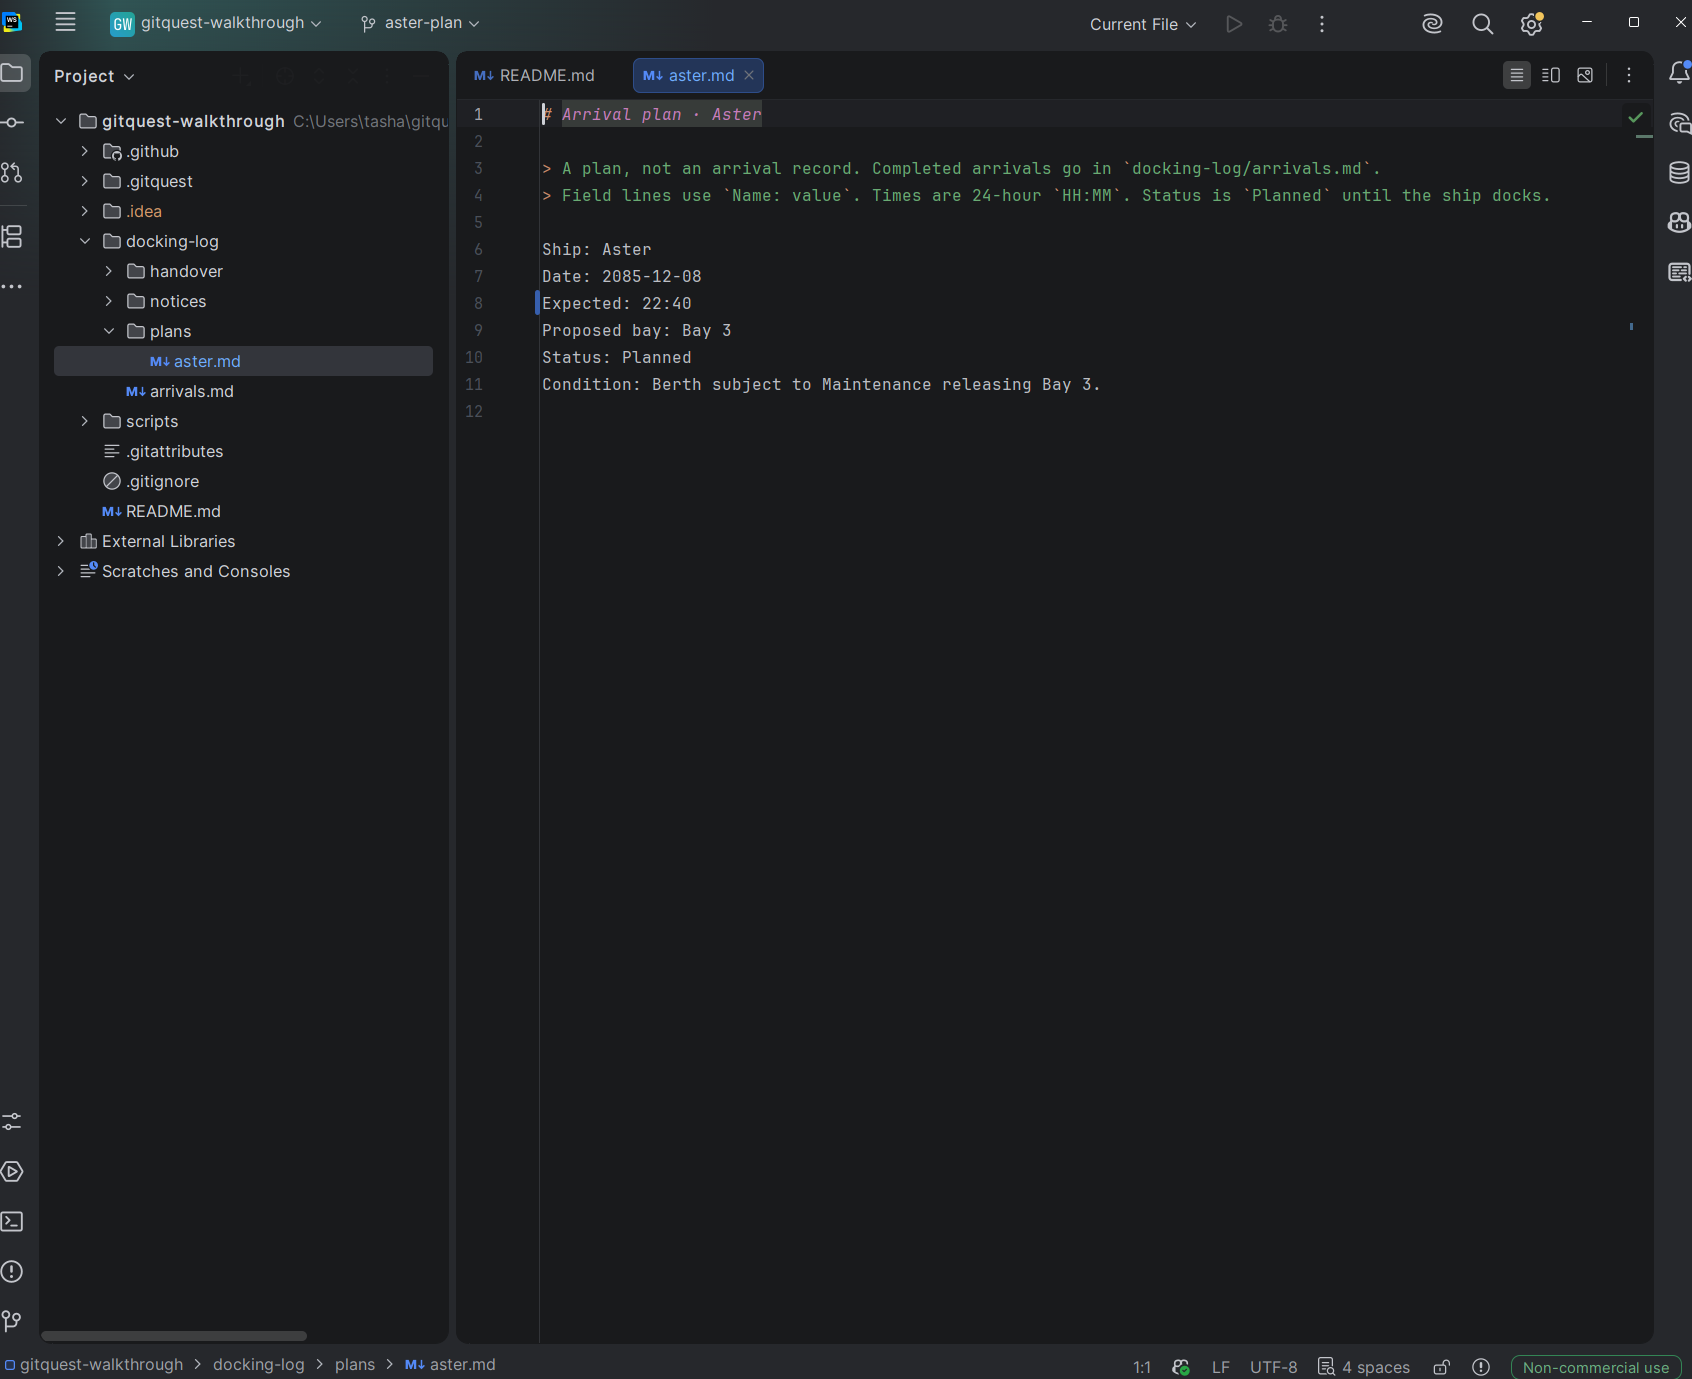 WS
GW gitquest-walkthrough
aster-plan
Current File
Project
README.md
aster.md
gitquest-walkthrough C:\Users\tasha\gitqu
.github
.gitquest
.idea
docking-log
handover
notices
plans
aster.md
arrivals.md
scripts
.gitattributes
.gitignore
README.md
External Libraries
Scratches and Consoles
1 # Arrival plan · Aster
2
3 > A plan, not an arrival record. Completed arrivals go in `docking-log/arrivals.md`.
4 > Field lines use `Name: value`. Times are 24-hour `HH:MM`. Status is `Planned` until the ship docks.
5
6 Ship: Aster
7 Date: 2085-12-08
8 Expected: 22:40
9 Proposed bay: Bay 3
10 Status: Planned
11 Condition: Berth subject to Maintenance releasing Bay 3.
12
gitquest-walkthrough > docking-log > plans > M↓ aster.md
1:1 LF UTF-8 4 spaces Non-commercial use